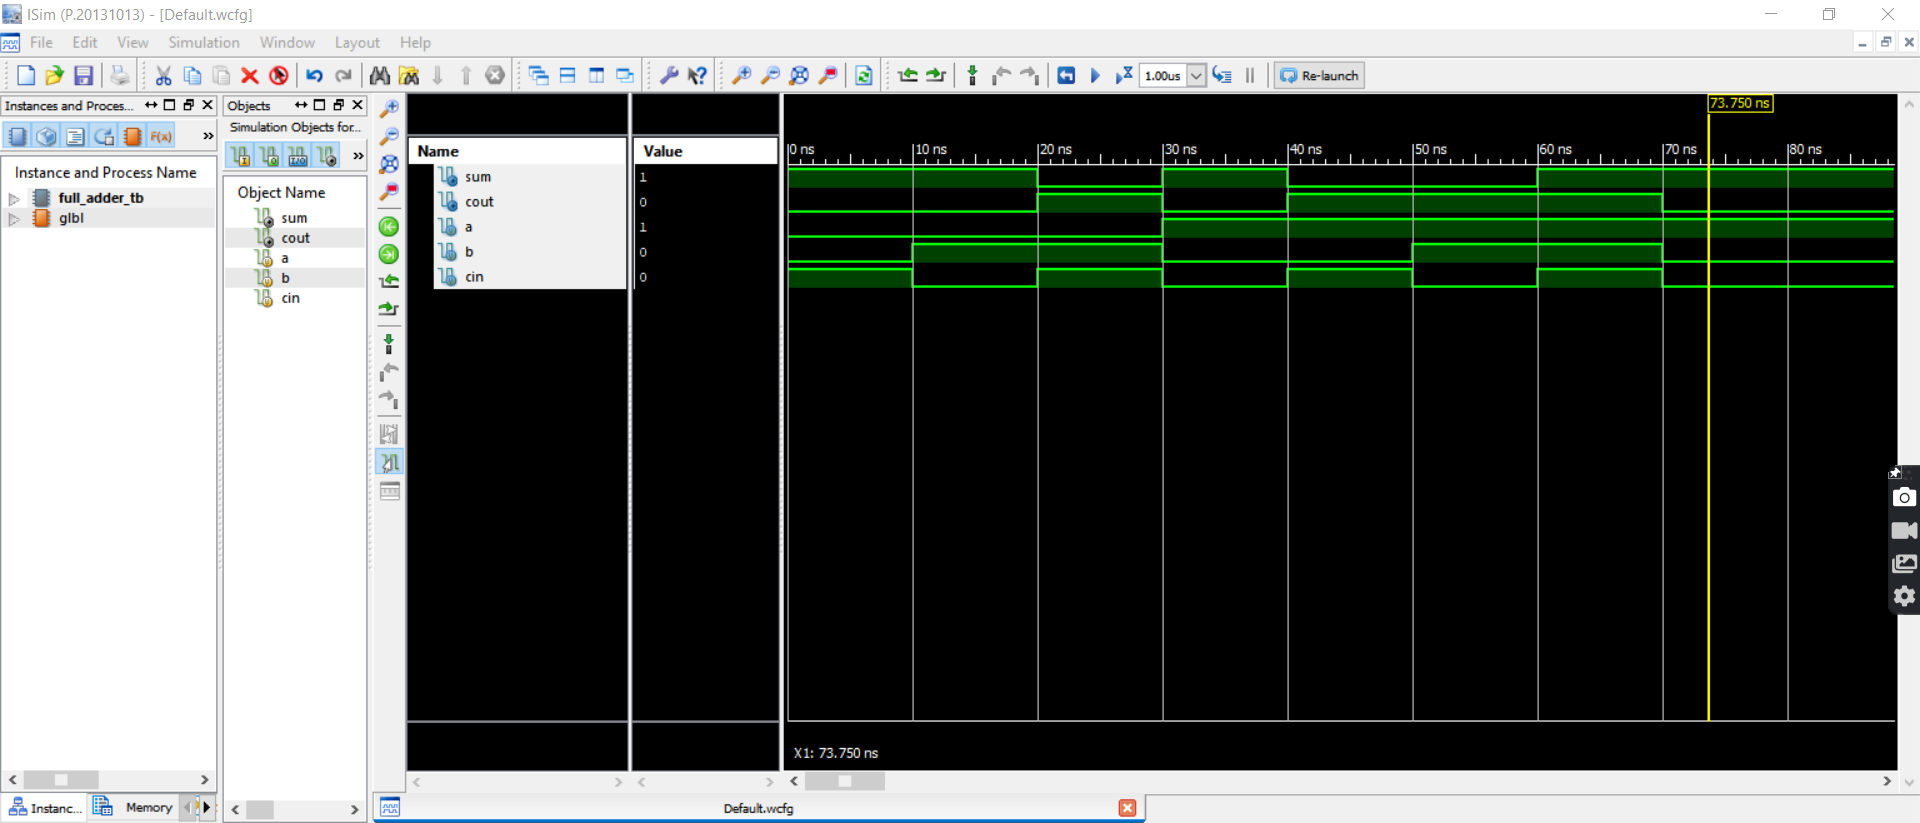 ISim (P.20131013) - [Default.wcfg]
File Edit View Simulation Window Layout Help
1.00us Re-launch
Instances and Proces...
Objects
Simulation Objects for...
F(x)
Instance and Process Name
full_adder_tb
glbl
Object Name
sum
cout
a
b
cin
Name Value
sum 1
cout 0
a 1
b 0
cin 0
73.750 ns
0 ns 10 ns 20 ns 30 ns 40 ns 50 ns 60 ns 70 ns 80 ns
X1: 73.750 ns
Instanc... Memory
Default.wcfg